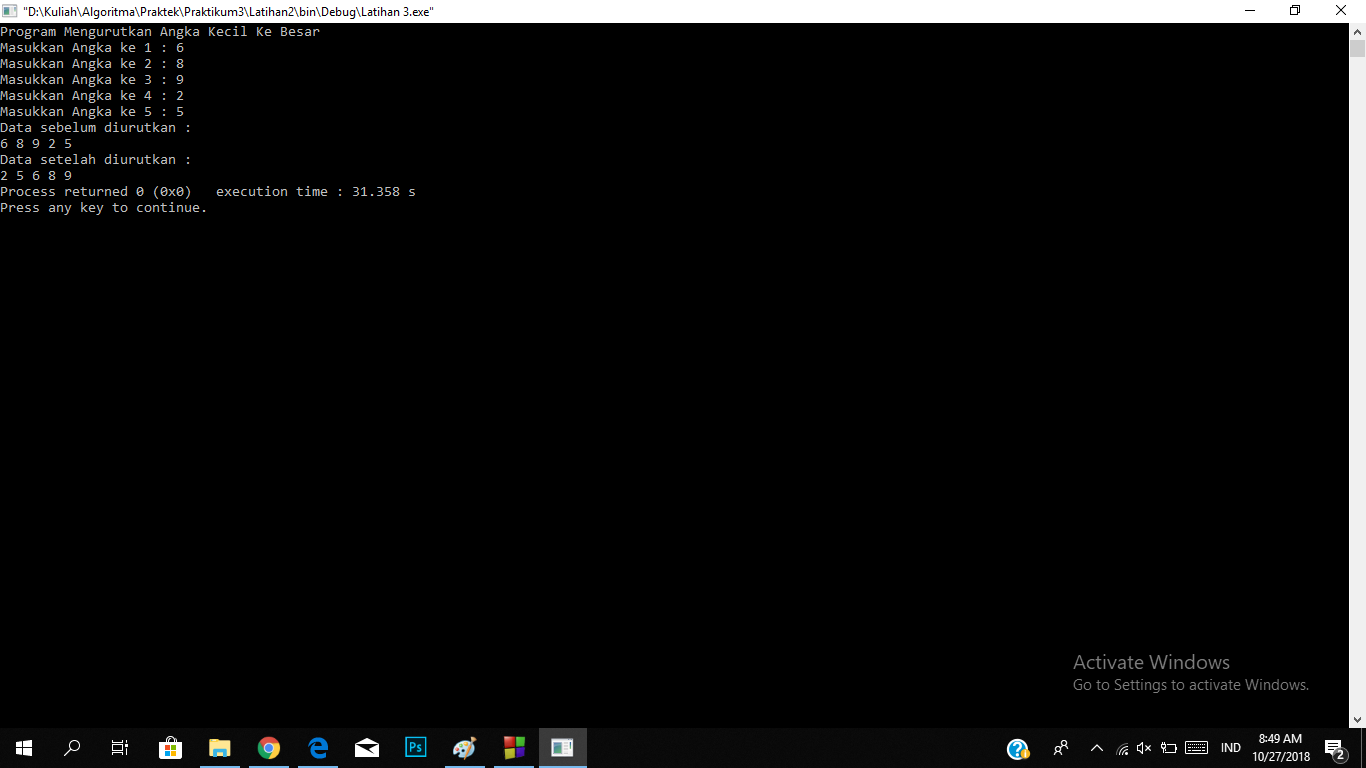 "D:\Kuliah\Algoritma\Praktek\Praktikum3\Latihan2\bin\Debug\Latihan 3.exe"
Program Mengurutkan Angka Kecil Ke Besar
Masukkan Angka ke 1 : 6
Masukkan Angka ke 2 : 8
Masukkan Angka ke 3 : 9
Masukkan Angka ke 4 : 2
Masukkan Angka ke 5 : 5
Data sebelum diurutkan :
6 8 9 2 5
Data setelah diurutkan :
2 5 6 8 9
Process returned 0 (0x0)   execution time : 31.358 s
Press any key to continue.
Activate Windows
Go to Settings to activate Windows.
Ps
IND
8:49 AM
10/27/2018
2